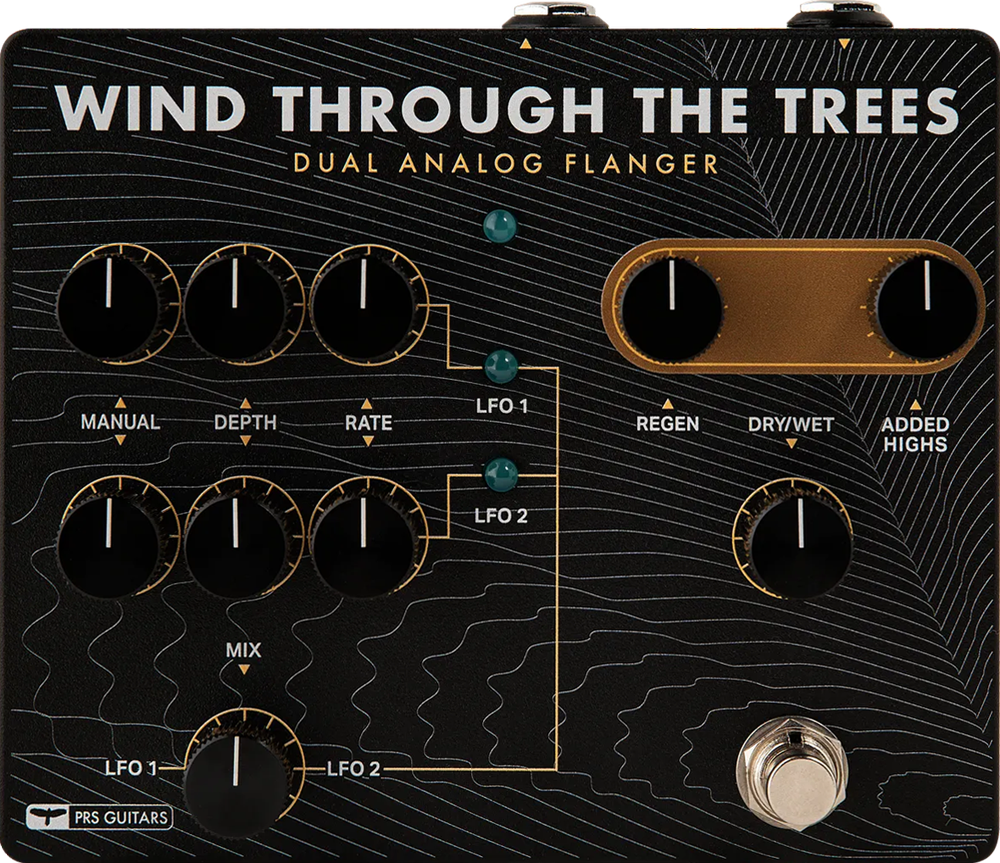 WIND THROUGH THE TREES
DUAL ANALOG FLANGER
LFO 1
MANUAL DEPTH RATE
REGEN DRY/WET ADDED
HIGHS
LFO 2
MIX
LFO 1 LFO 2
PRS GUITARS